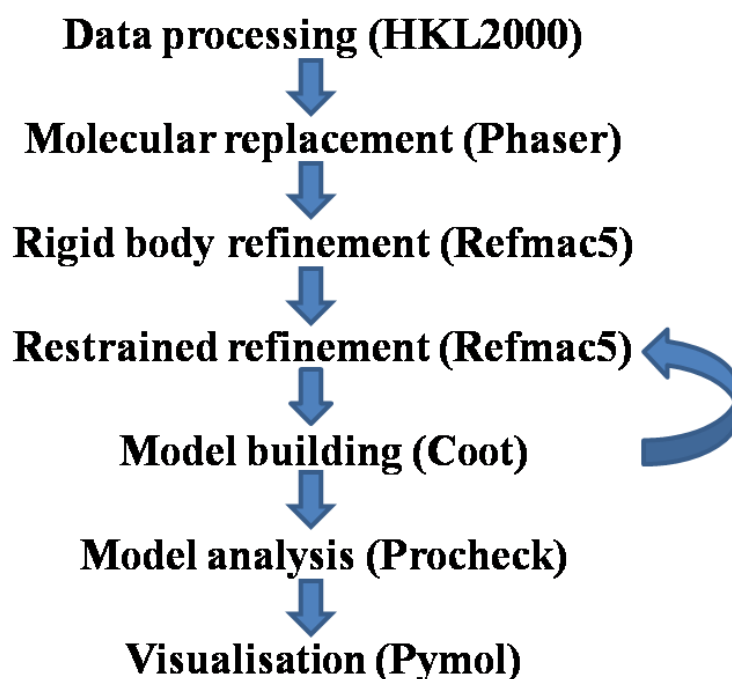 Data processing (HKL2000)
Molecular replacement (Phaser)
Rigid body refinement (Refmac5)
Restrained refinement (Refmac5)
Model building (Coot)
Model analysis (Procheck)
Visualisation (Pymol)